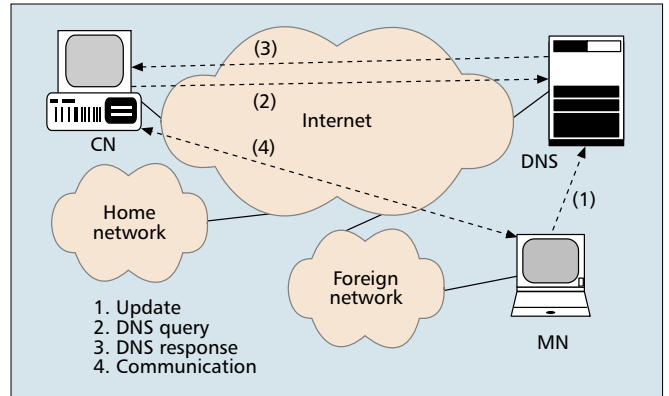 (3)
(2)
Internet
CN
(4)
DNS
(1)
Home
network
Foreign
network
MN
1. Update
2. DNS query
3. DNS response
4. Communication